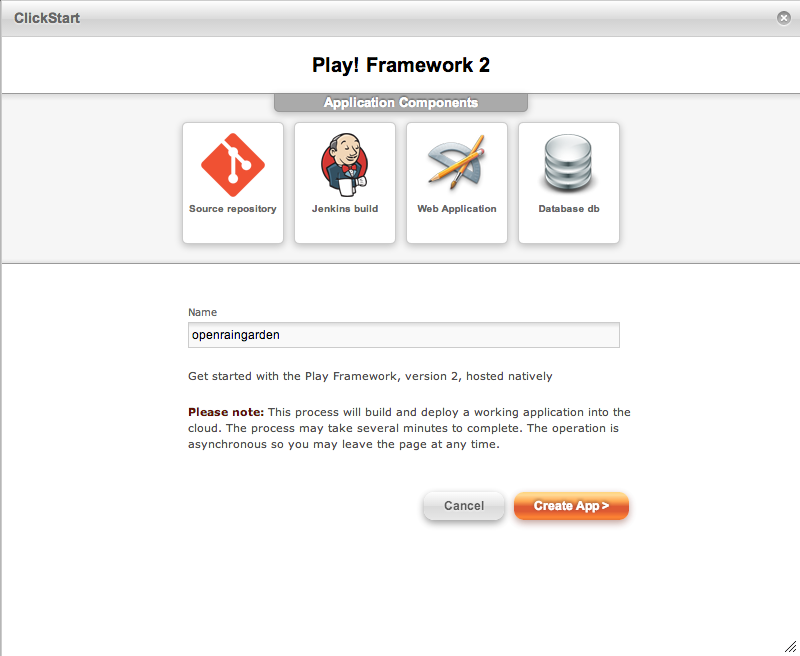 ClickStart
Play! Framework 2
Application Components
Source repository
Jenkins build
Web Application
Database db
Name
openraingarden
Get started with the Play Framework, version 2, hosted natively
Please note: This process will build and deploy a working application into the
cloud. The process may take several minutes to complete. The operation is
asynchronous so you may leave the page at any time.
Cancel
Create App >